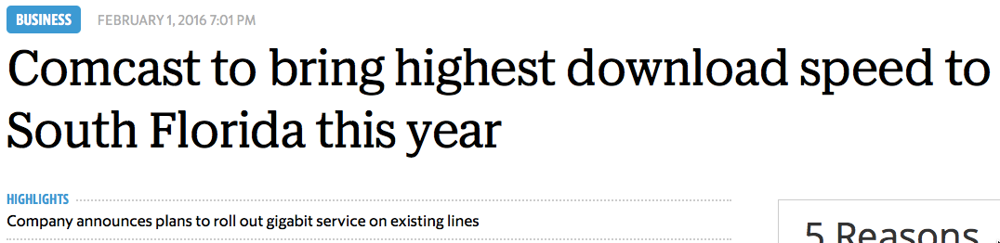 BUSINESS FEBRUARY 1, 2016 7:01 PM
Comcast to bring highest download speed to
South Florida this year
HIGHLIGHTS
Company announces plans to roll out gigabit service on existing lines
5 Reasons